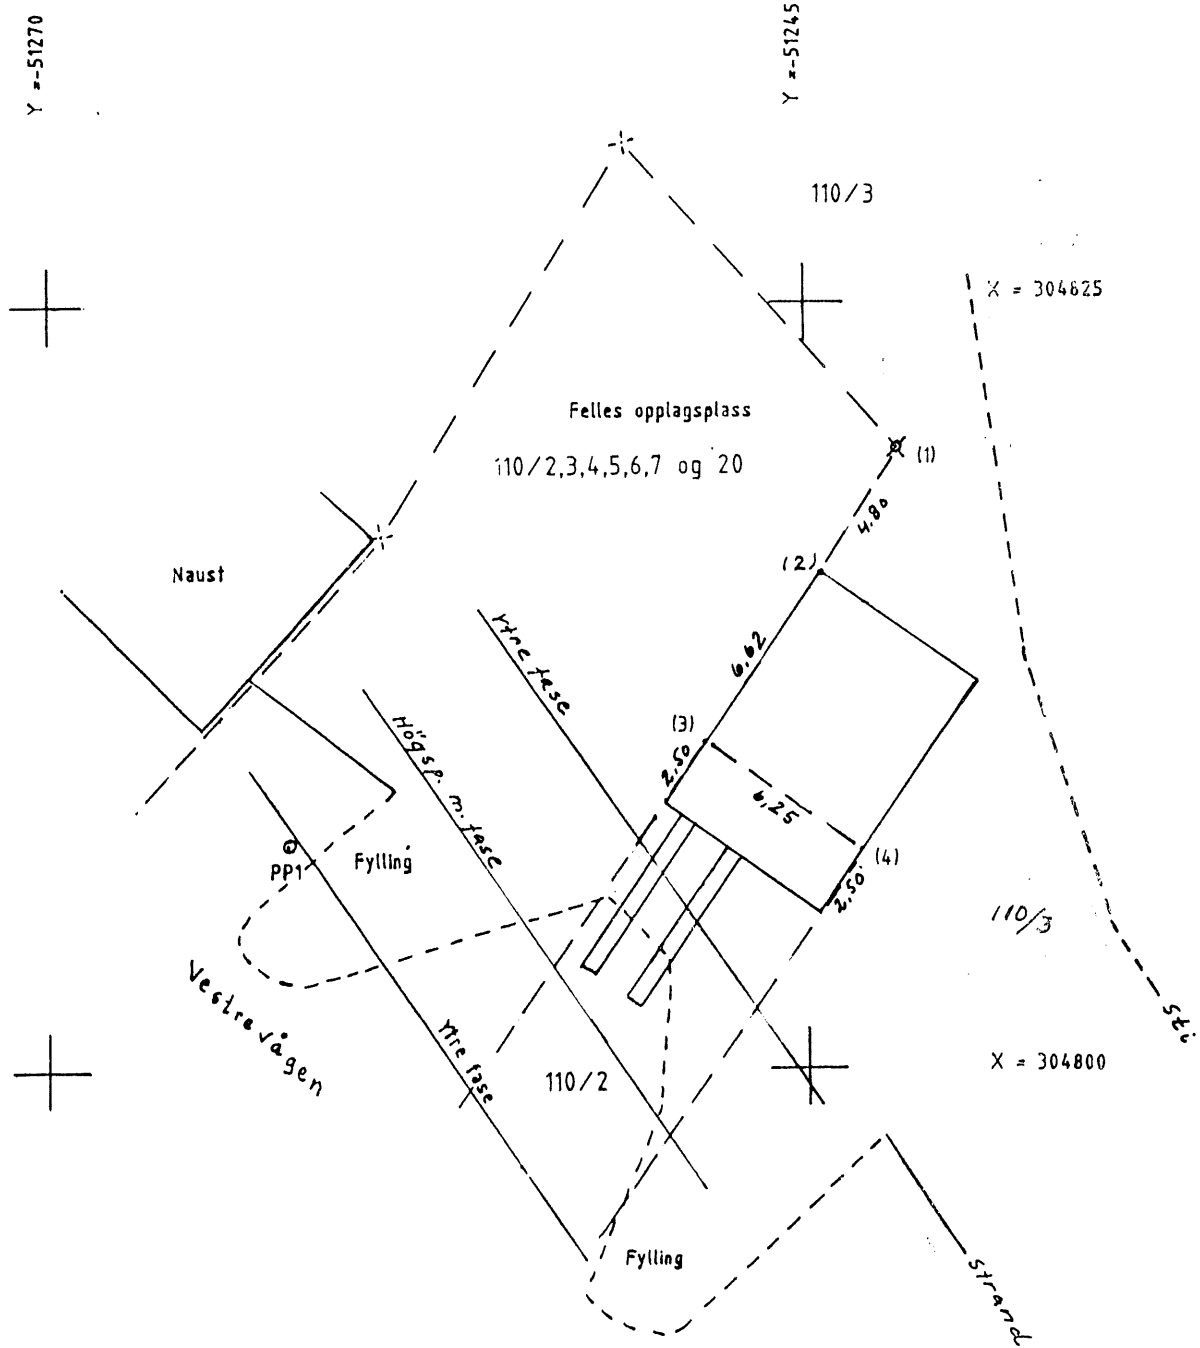 Y =-51270
Y =-51245
110/3
X = 304825
Felles opplagsplass
110/2,3,4,5,6,7 og 20
(1)
4.80
(2)
Naust
Ytre fase
6,62
Högsp. m. fase
(3)
2,50
6,25
PP1
Fylling
(4)
2,50
110/3
Vestre vågen
Sti
Ytre fase
110/2
X = 304800
Fylling
Strand